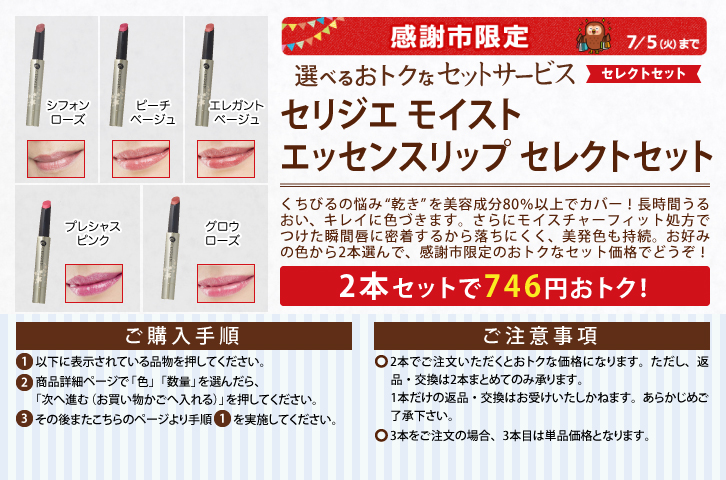 感謝市限定
7/5(火)まで
選べるおトクなセットサービス セレクトセット
セリジエ モイスト
エッセンスリップ セレクトセット
くちびるの悩み“乾き”を美容成分80%以上でカバー!長時間うる
おい、キレイに色づきます。さらにモイスチャーフィット処方で
つけた瞬間唇に密着するから落ちにくく、美発色も持続。お好み
の色から2本選んで、感謝市限定のおトクなセット価格でどうぞ!
2本セットで746円おトク!
シフォン
ローズ
ピーチ
ベージュ
エレガント
ベージュ
プレシャス
ピンク
グロウ
ローズ
ご購入手順
1 以下に表示されている品物を押してください。
2 商品詳細ページで「色」「数量」を選んだら、
「次へ進む(お買い物かごへ入れる)」を押してください。
3 その後またこちらのページより手順1を実施してください。
ご注意事項
○2本でご注文いただくとおトクな価格になります。ただし、返
品・交換は2本まとめてのみ承ります。
1本だけの返品・交換はお受けいたしかねます。あらかじめご
了承下さい。
○3本をご注文の場合、3本目は単品価格となります。